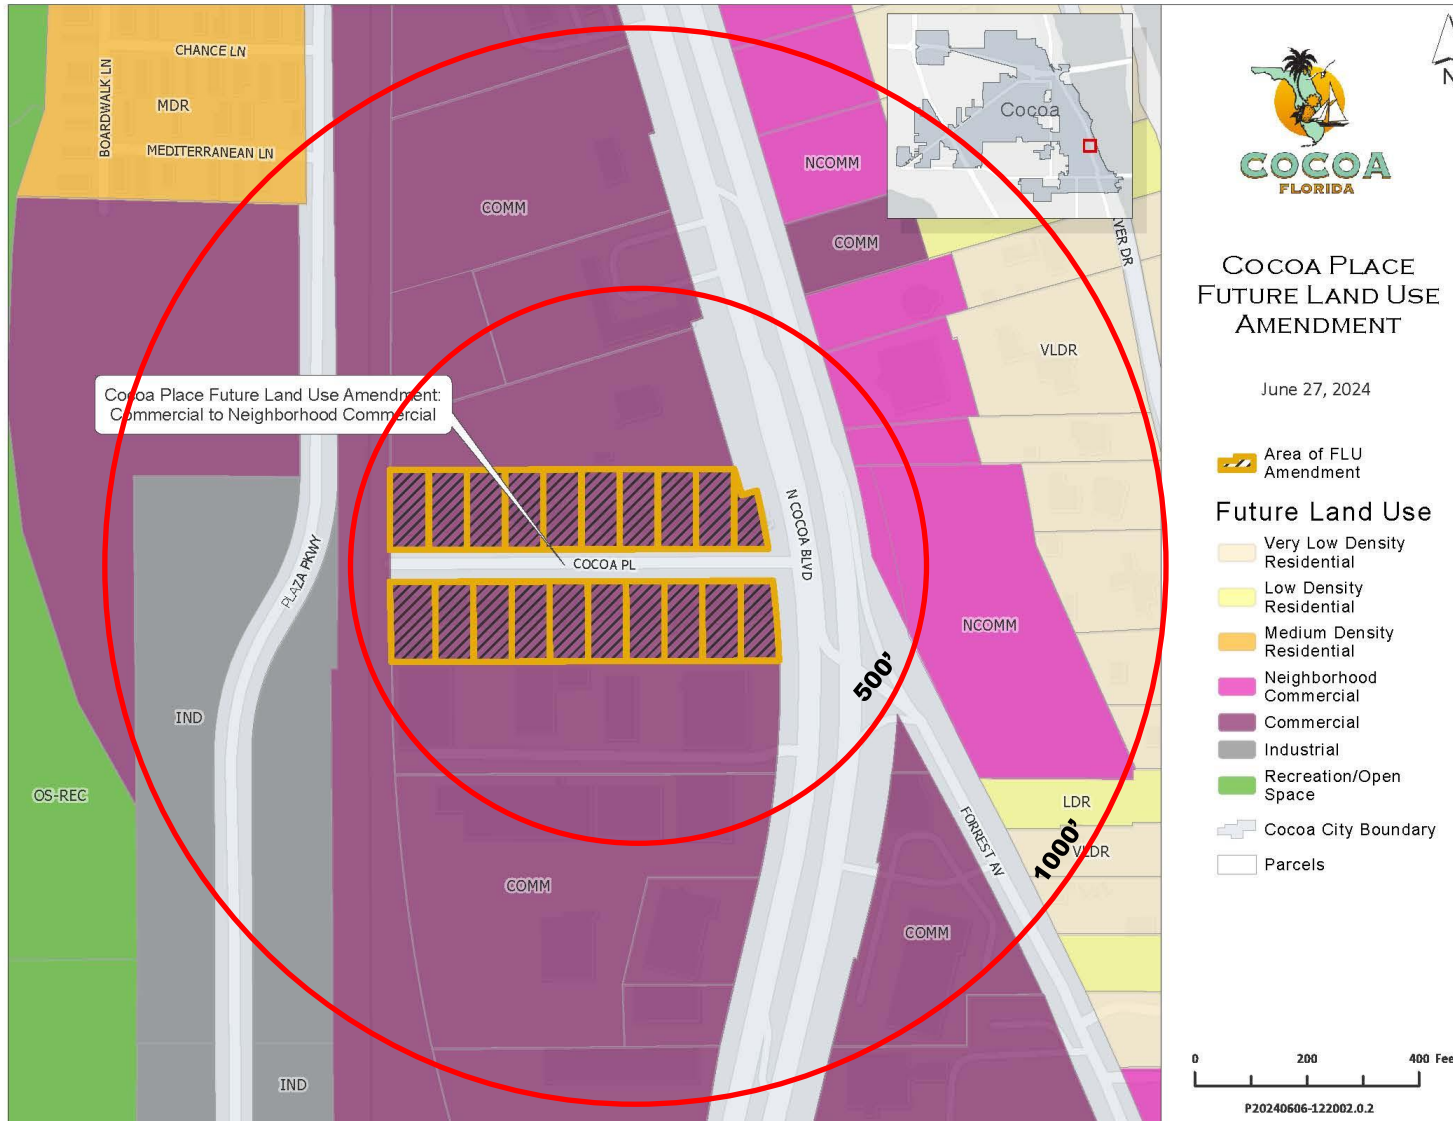 CHANCE LN
BOARDWALK LN
MDR
MEDITERRANEAN LN
COMM
NCOMM
COMM
Cocoa
VLDR
Cocoa Place Future Land Use Amendment:
Commercial to Neighborhood Commercial
N COCOA BLVD
COCOA PL
PLAZA PKWY
NCOMM
500'
IND
OS-REC
LDR
1000'
VLDR
FORREST AV
COMM
COMM
IND
N
COCOA
FLORIDA
COCOA PLACE
FUTURE LAND USE
AMENDMENT
June 27, 2024
Area of FLU
Amendment
Future Land Use
Very Low Density
Residential
Low Density
Residential
Medium Density
Residential
Neighborhood
Commercial
Commercial
Industrial
Recreation/Open
Space
Cocoa City Boundary
Parcels
0 200 400 Fee
P20240606-122002.0.2